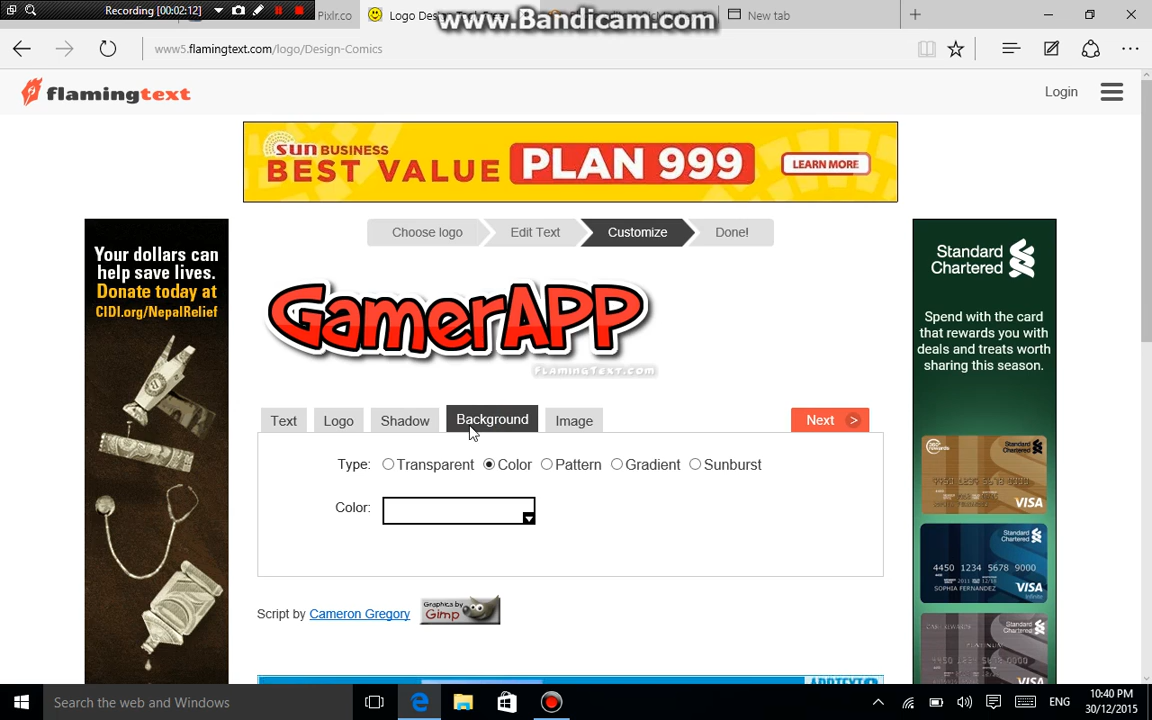 Recording [00:02:12]
Pixlr.co
Logo De
www.Bandicam.com
New tab
www5.flamingtext.com/logo/Design-Comics
flamingtext
Login
sun BUSINESS
BEST VALUE PLAN 999
LEARN MORE
Choose logo
Edit Text
Customize
Done!
Your dollars can
help save lives.
Donate today at
CIDI.org/NepalRelief
GamerAPP
FlamingText.com
Standard
Chartered
Spend with the card
that rewards you with
deals and treats worth
sharing this season.
Text
Logo
Shadow
Background
Image
Next >
Type: Transparent Color Pattern Gradient Sunburst
Color:
VISA
4450 1234 5678 9000
SOPHIA FERNANDEZ
VISA
Script by Cameron Gregory
Graphics by
Gimp
Search the web and Windows
ENG
10:40 PM
30/12/2015